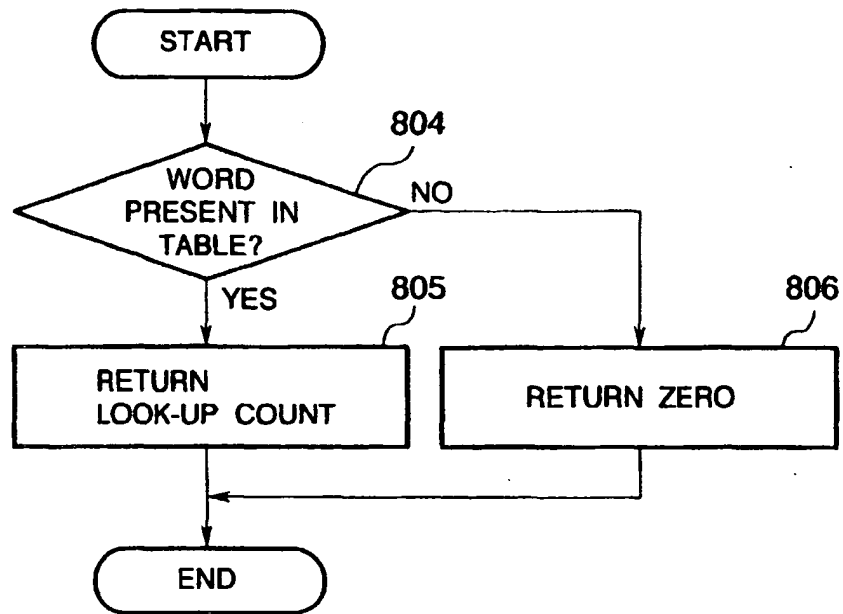 START
804
WORD
PRESENT IN
TABLE?
NO
YES
805
RETURN
LOOK-UP COUNT
806
RETURN ZERO
END